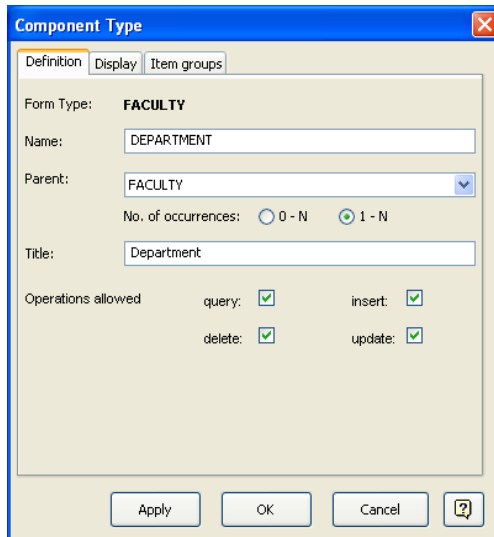 Component Type
Definition Display Item groups
Form Type: FACULTY
Name: DEPARTMENT
Parent: FACULTY
No. of occurrences: 0 - N 1 - N
Title: Department
Operations allowed query: insert:
delete: update:
Apply OK Cancel ?